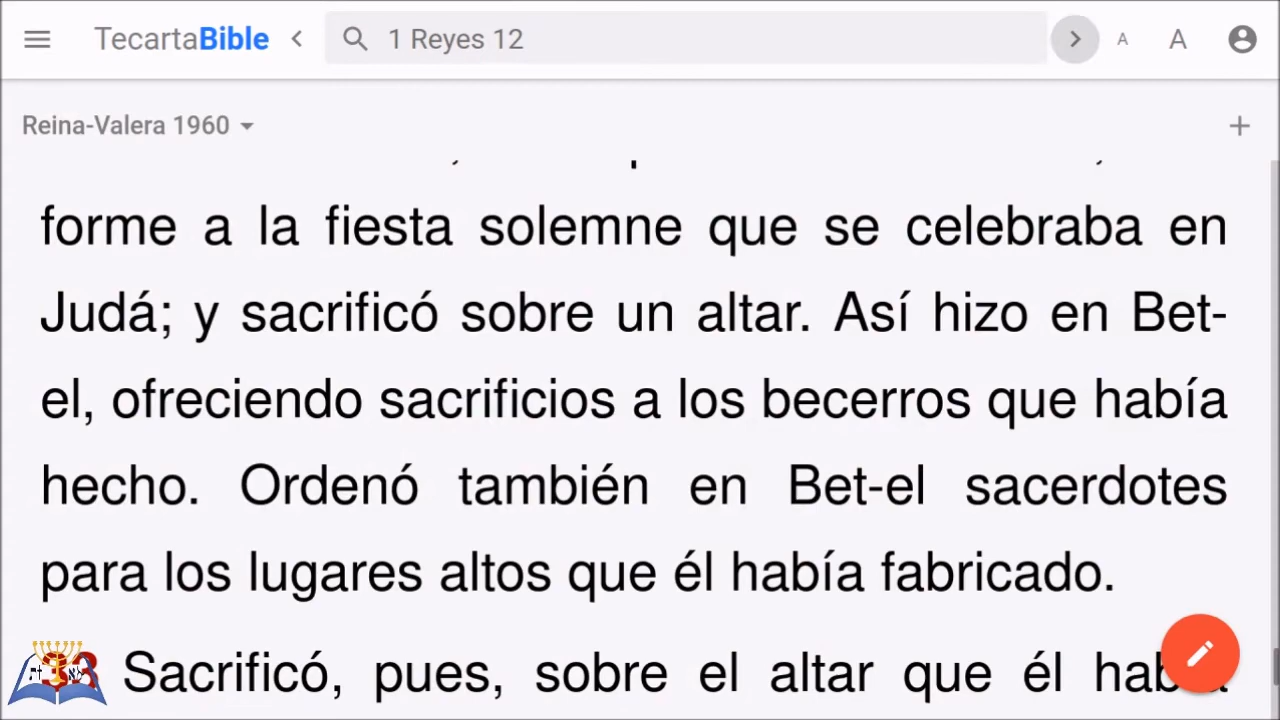 TecartaBible
1 Reyes 12
A
A
Reina-Valera 1960
forme a la fiesta solemne que se celebraba en
Judá; y sacrificó sobre un altar. Así hizo en Bet-
el, ofreciendo sacrificios a los becerros que había
hecho. Ordenó también en Bet-el sacerdotes
para los lugares altos que él había fabricado.
Sacrificó, pues, sobre el altar que él